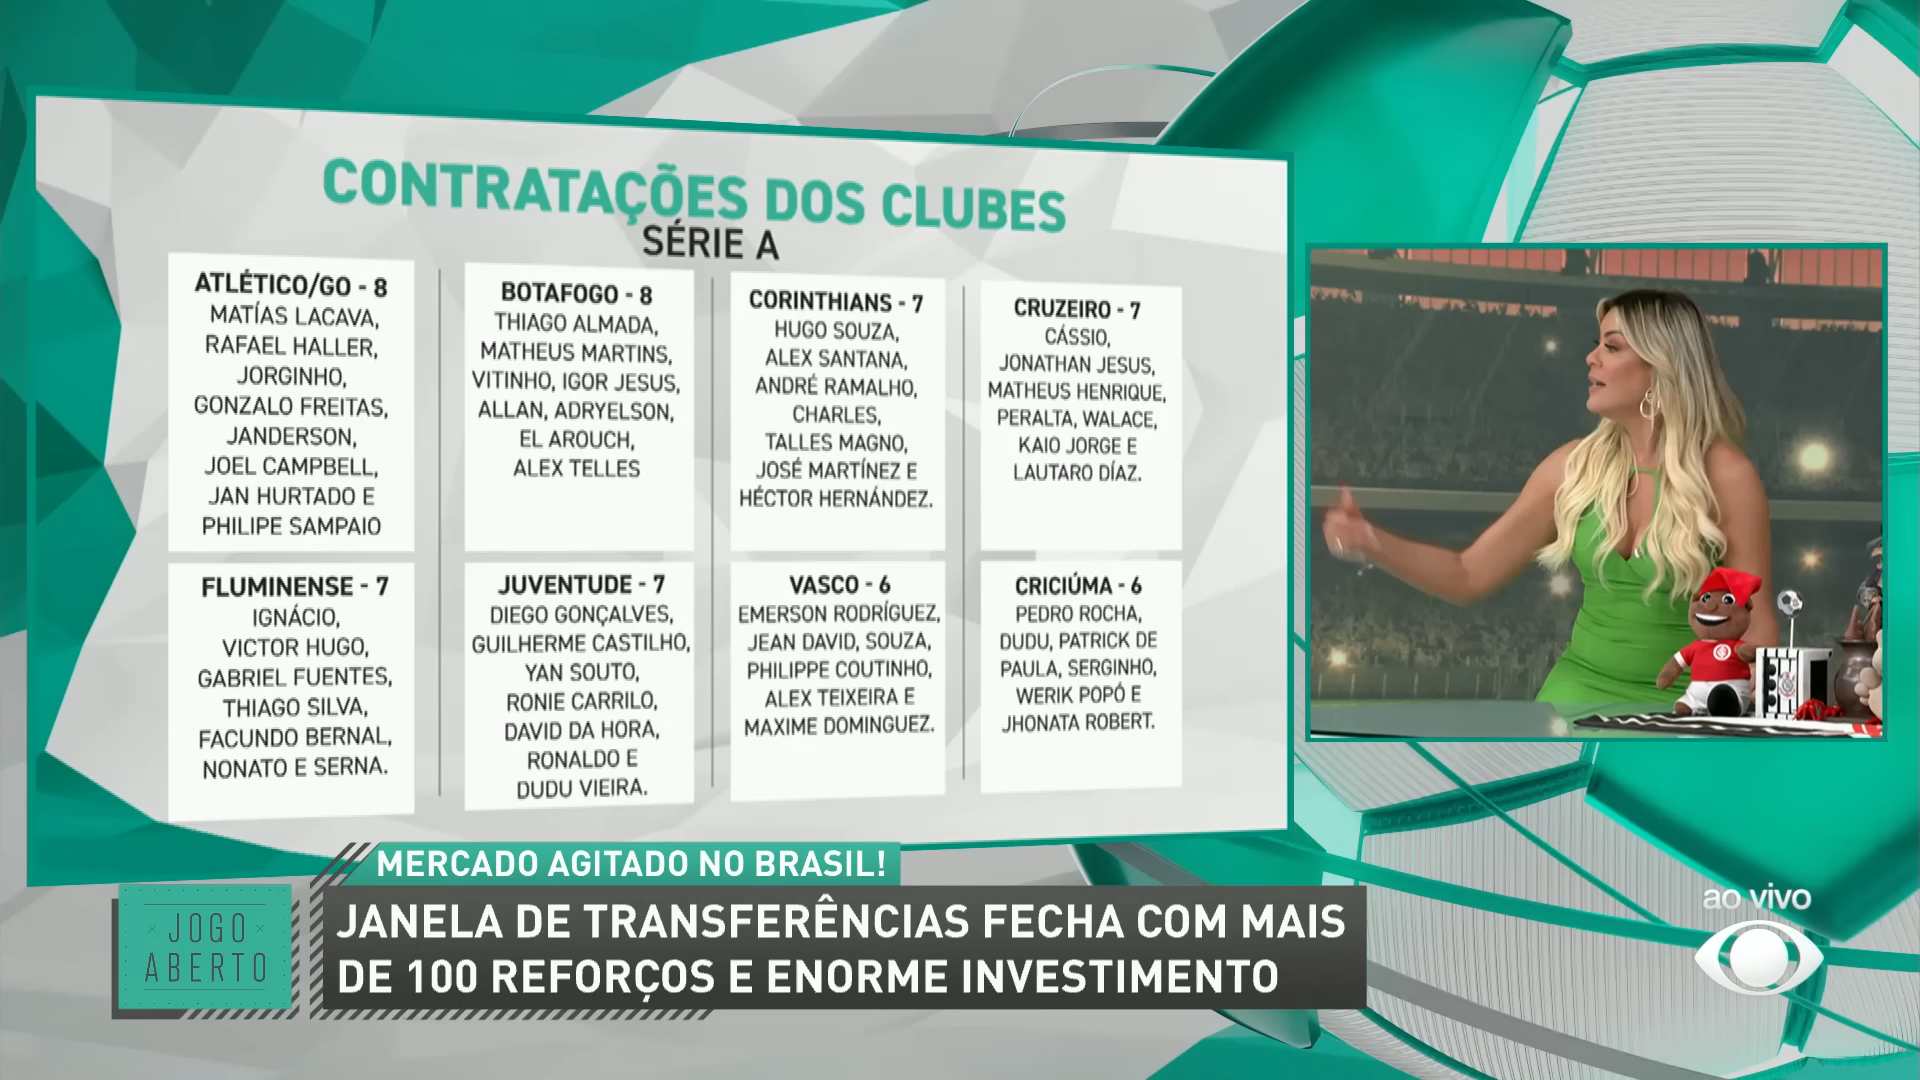 CONTRATAÇÕES DOS CLUBES
SÉRIE A
ATLÉTICO/GO - 8
MATÍAS LACAVA,
RAFAEL HALLER,
JORGINHO,
GONZALO FREITAS,
JANDERSON,
JOEL CAMPBELL,
JAN HURTADO E
PHILIPE SAMPAIO
BOTAFOGO - 8
THIAGO ALMADA,
MATHEUS MARTINS,
VITINHO, IGOR JESUS,
ALLAN, ADRYELSON,
EL AROUCH,
ALEX TELLES
CORINTHIANS - 7
HUGO SOUZA,
ALEX SANTANA,
ANDRÉ RAMALHO,
CHARLES,
TALLES MAGNO,
JOSÉ MARTÍNEZ E
HÉCTOR HERNÁNDEZ.
CRUZEIRO - 7
CÁSSIO,
JONATHAN JESUS,
MATHEUS HENRIQUE,
PERALTA, WALACE,
KAIO JORGE E
LAUTARO DÍAZ.
FLUMINENSE - 7
IGNÁCIO,
VICTOR HUGO,
GABRIEL FUENTES,
THIAGO SILVA,
FACUNDO BERNAL,
NONATO E SERNA.
JUVENTUDE - 7
DIEGO GONÇALVES,
GUILHERME CASTILHO,
YAN SOUTO,
RONIE CARRILO,
DAVID DA HORA,
RONALDO E
DUDU VIEIRA.
VASCO - 6
EMERSON RODRÍGUEZ,
JEAN DAVID, SOUZA,
PHILIPPE COUTINHO,
ALEX TEIXEIRA E
MAXIME DOMINGUEZ.
CRICIÚMA - 6
PEDRO ROCHA,
DUDU, PATRICK DE
PAULA, SERGINHO,
WERIK POPÓ E
JHONATA ROBERT.
MERCADO AGITADO NO BRASIL!
JANELA DE TRANSFERÊNCIAS FECHA COM MAIS
DE 100 REFORÇOS E ENORME INVESTIMENTO
JOGO
ABERTO
ao vivo